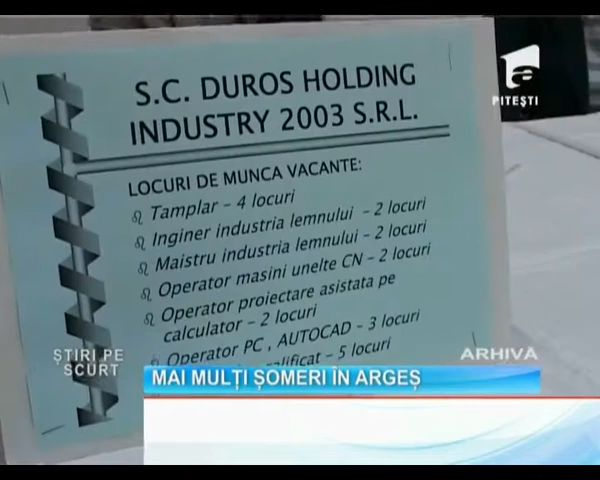 S.C. DUROS HOLDING
INDUSTRY 2003 S.R.L.
LOCURI DE MUNCA VACANTE:
Tamplar – 4 locuri
Inginer industria lemnului – 2 locuri
Maistru industria lemnului – 2 locuri
Operator masini unelte CN – 2 locuri
Operator proiectare asistata pe
calculator – 2 locuri
Operator PC , AUTOCAD – 3 locuri
– 5 locuri
PITEȘTI
ȘTIRI PE
SCURT
ARHIVA
MAI MULȚI ȘOMERI ÎN ARGEȘ